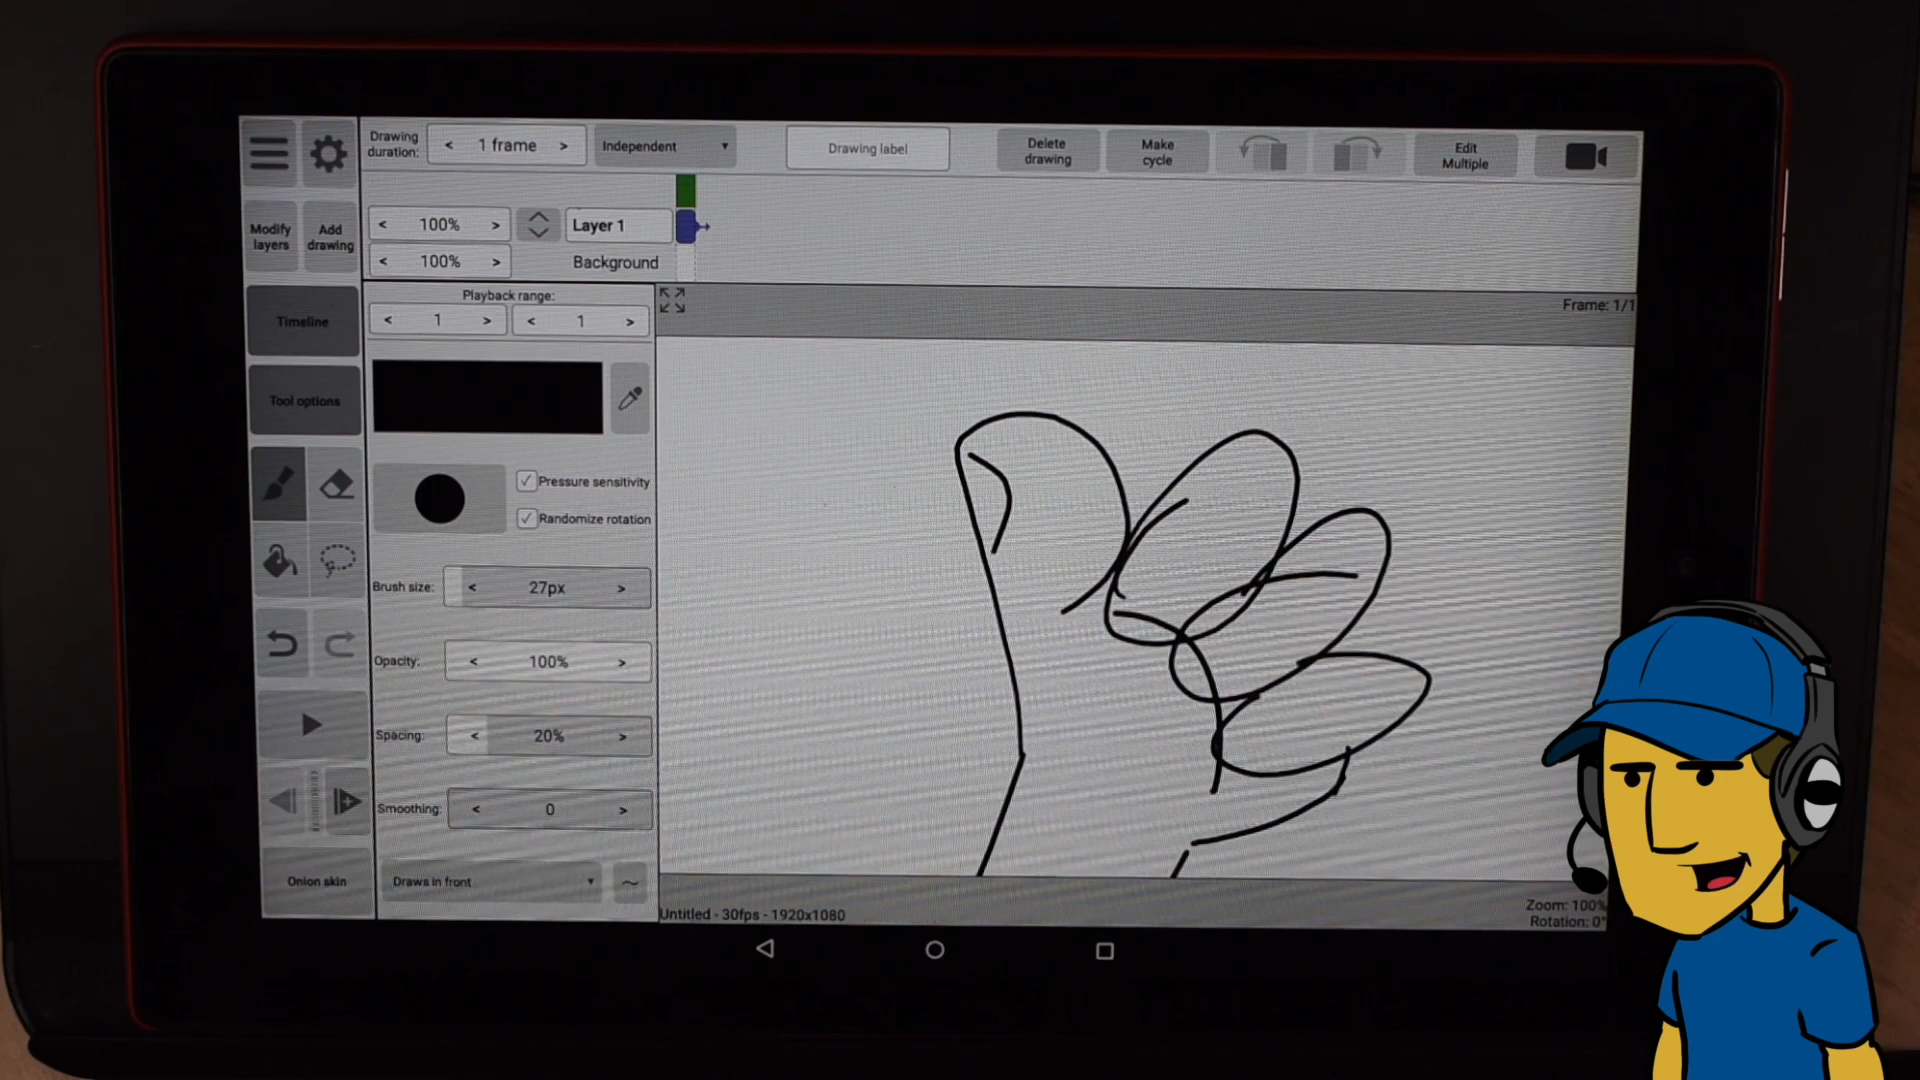 Drawing
duration:
< 1 frame >
Independent
Drawing label
Delete
drawing
Make
cycle
Edit
Multiple
Modify
layers
Add
drawing
< 100% >
Layer 1
< 100% >
Background
Timeline
Playback range:
< 1 >
< 1 >
Frame: 1/1
Tool options
Pressure sensitivity
Randomize rotation
Brush size:
< 27px >
Opacity:
< 100% >
Spacing:
< 20% >
Smoothing:
< 0 >
Onion skin
Draws in front
Untitled - 30fps - 1920x1080
Zoom: 100%
Rotation: 0°